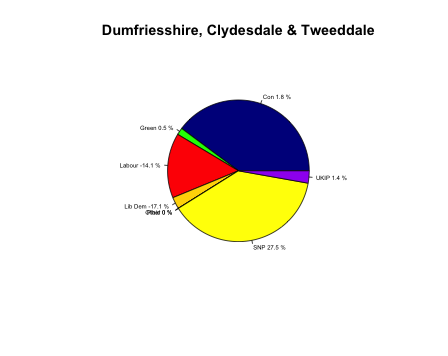 Dumfriesshire, Clydesdale & Tweeddale
Con 1.8 %
Green 0.5 %
Labour -14.1 %
UKIP 1.4 %
Lib Dem -17.1 %
0 %
SNP 27.5 %